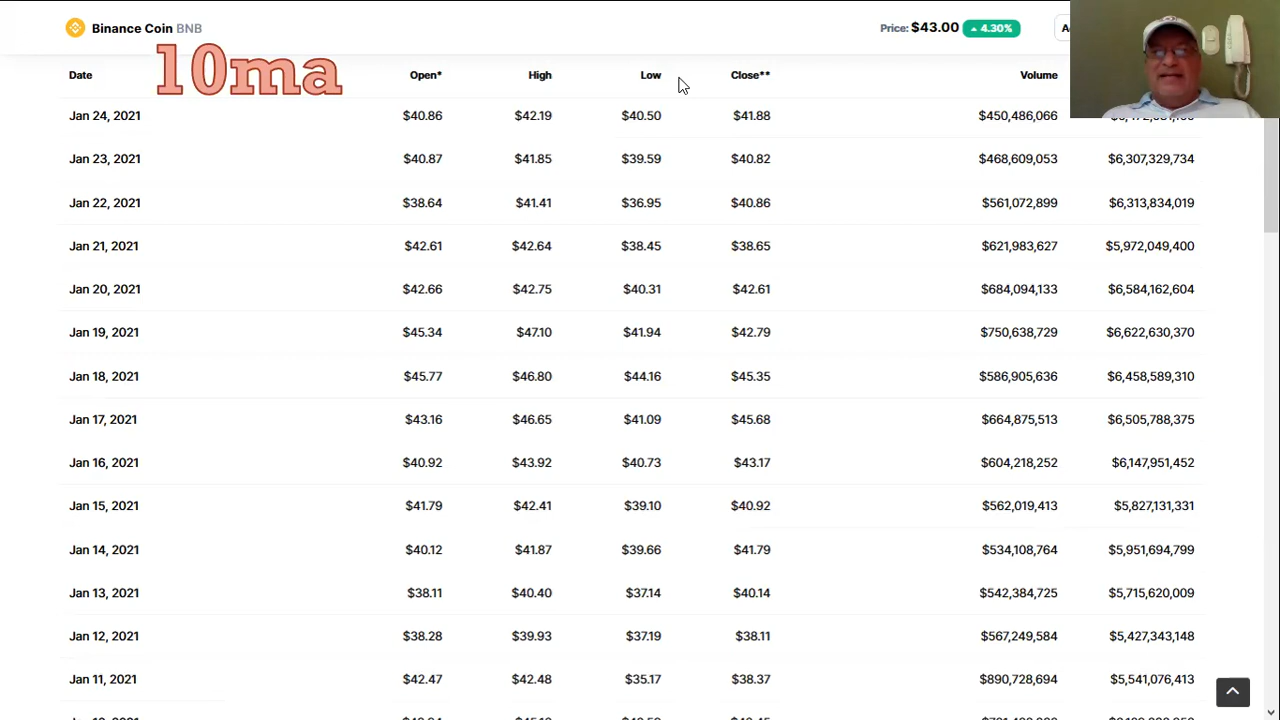 Binance Coin BNB Price: $43.00 4.30%
10ma
Date Open* High Low Close** Volume
Jan 24, 2021 $40.86 $42.19 $40.50 $41.88 $450,486,066
Jan 23, 2021 $40.87 $41.85 $39.59 $40.82 $468,609,053 $6,307,329,734
Jan 22, 2021 $38.64 $41.41 $36.95 $40.86 $561,072,899 $6,313,834,019
Jan 21, 2021 $42.61 $42.64 $38.45 $38.65 $621,983,627 $5,972,049,400
Jan 20, 2021 $42.66 $42.75 $40.31 $42.61 $684,094,133 $6,584,162,604
Jan 19, 2021 $45.34 $47.10 $41.94 $42.79 $750,638,729 $6,622,630,370
Jan 18, 2021 $45.77 $46.80 $44.16 $45.35 $586,905,636 $6,458,589,310
Jan 17, 2021 $43.16 $46.65 $41.09 $45.68 $664,875,513 $6,505,788,375
Jan 16, 2021 $40.92 $43.92 $40.73 $43.17 $604,218,252 $6,147,951,452
Jan 15, 2021 $41.79 $42.41 $39.10 $40.92 $562,019,413 $5,827,131,331
Jan 14, 2021 $40.12 $41.87 $39.66 $41.79 $534,108,764 $5,951,694,799
Jan 13, 2021 $38.11 $40.40 $37.14 $40.14 $542,384,725 $5,715,620,009
Jan 12, 2021 $38.28 $39.93 $37.19 $38.11 $567,249,584 $5,427,343,148
Jan 11, 2021 $42.47 $42.48 $35.17 $38.37 $890,728,694 $5,541,076,413